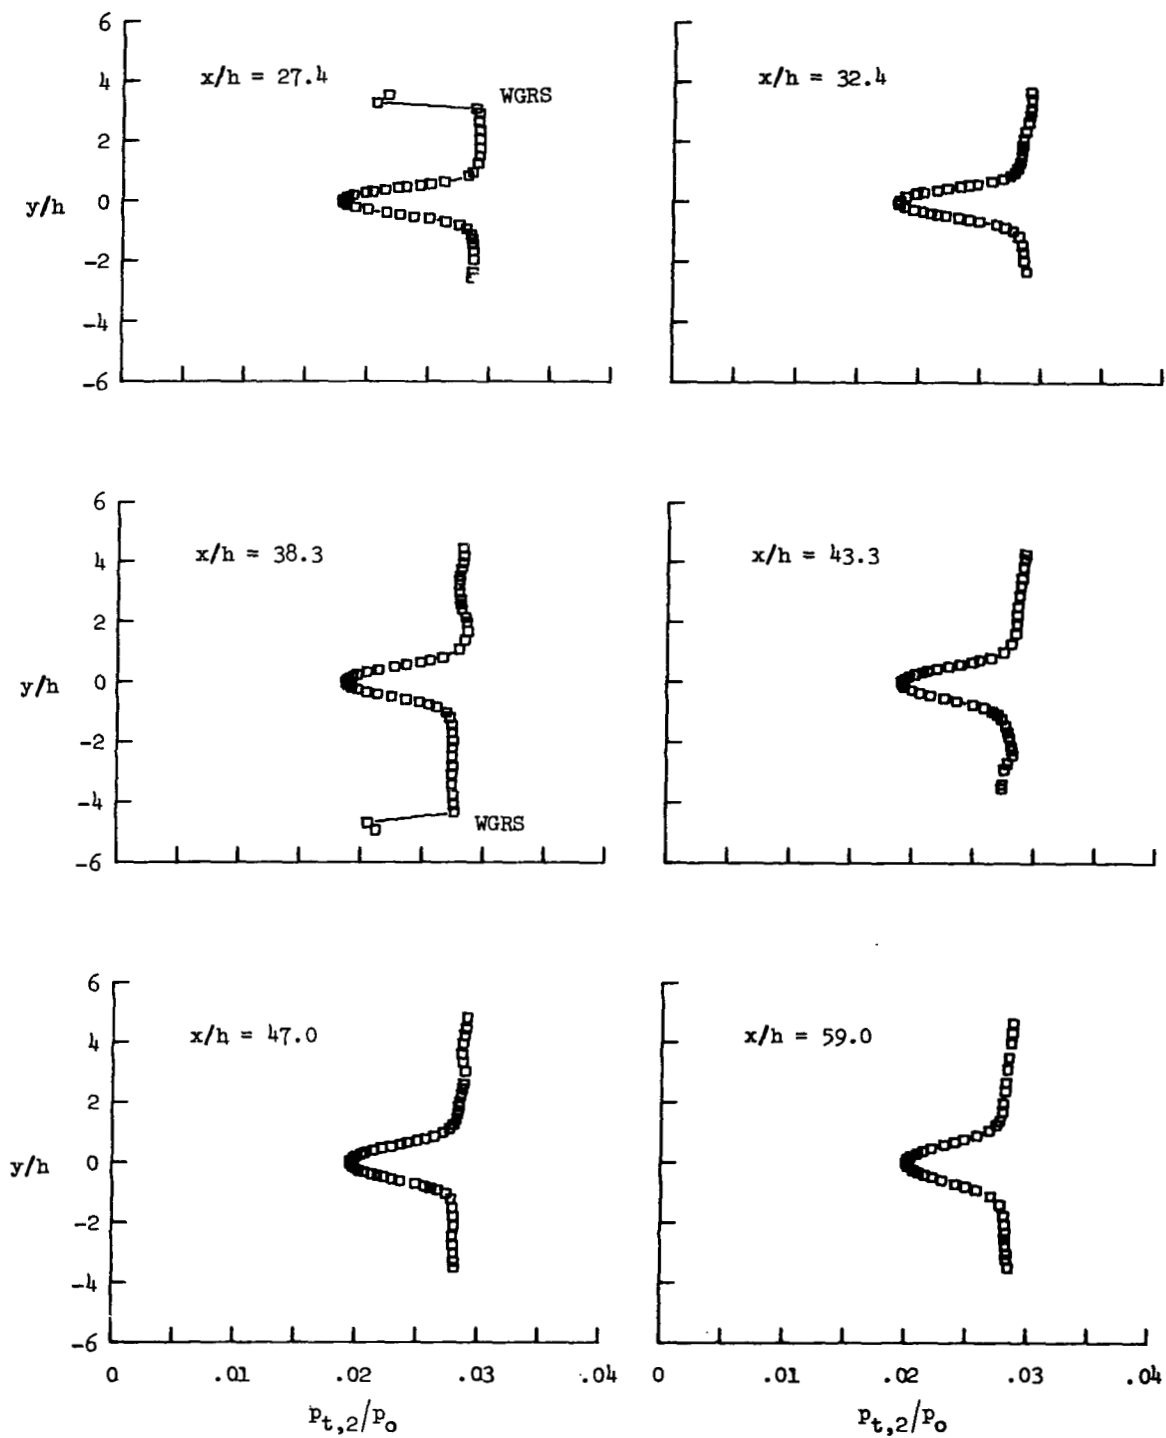 6
4
2
0
-2
-4
-6
y/h
x/h = 27.4
WGRS
x/h = 32.4
6
4
2
0
-2
-4
-6
y/h
x/h = 38.3
WGRS
x/h = 43.3
6
4
2
0
-2
-4
-6
y/h
x/h = 47.0
x/h = 59.0
0 .01 .02 .03 .04
0 .01 .02 .03 .04
p_t,2/p_o
p_t,2/p_o